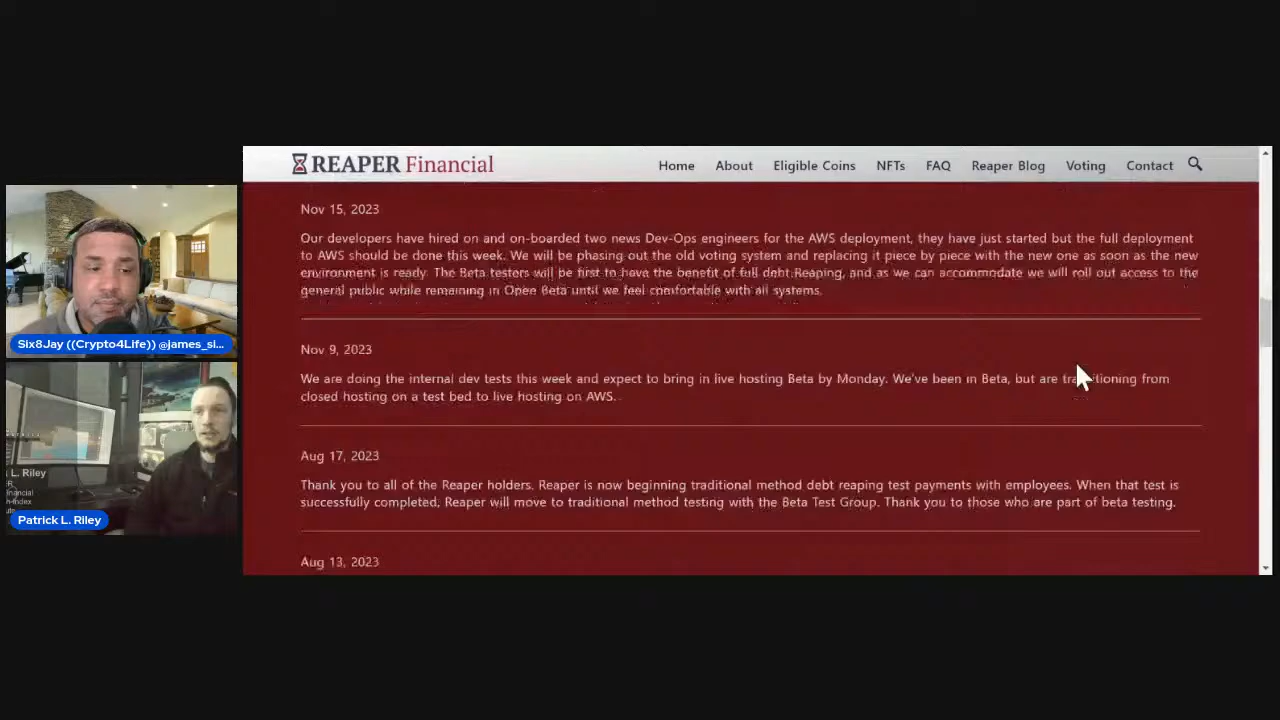 REAPER Financial
Home About Eligible Coins NFTs FAQ Reaper Blog Voting Contact
Nov 15, 2023
Our developers have hired on and on-boarded two news Dev-Ops engineers for the AWS deployment, they have just started but the full deployment
to AWS should be done this week. We will be phasing out the old voting system and replacing it piece by piece with the new one as soon as the new
environment is ready. The Beta testers will be first to have the benefit of full debt Reaping, and as we can accommodate we will roll out access to the
general public while remaining in Open Beta until we feel comfortable with all systems.
Nov 9, 2023
We are doing the internal dev tests this week and expect to bring in live hosting Beta by Monday. We've been in Beta, but are transitioning from
closed hosting on a test bed to live hosting on AWS.
Aug 17, 2023
Thank you to all of the Reaper holders. Reaper is now beginning traditional method debt reaping test payments with employees. When that test is
successfully completed, Reaper will move to traditional method testing with the Beta Test Group. Thank you to those who are part of beta testing.
Aug 13, 2023
Six8Jay ((Crypto4Life)) @james_si...
L. Riley
Patrick L. Riley